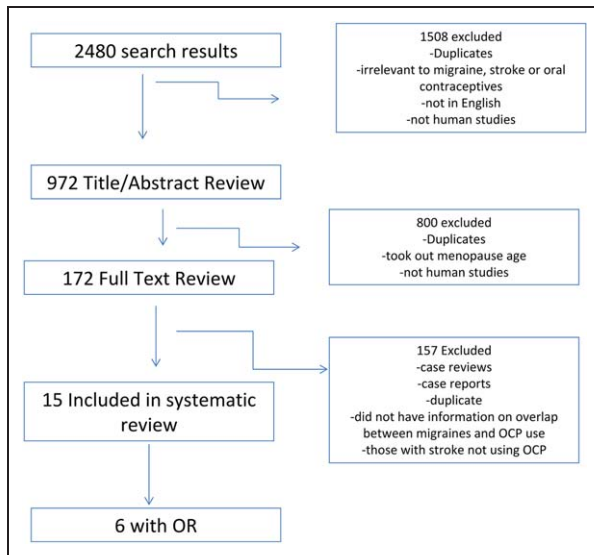 2480 search results
1508 excluded
-Duplicates
-irrelevant to migraine, stroke or oral
contraceptives
-not in English
-not human studies
972 Title/Abstract Review
800 excluded
-Duplicates
-took out menopause age
-not human studies
172 Full Text Review
157 Excluded
-case reviews
-case reports
-duplicate
-did not have information on overlap
between migraines and OCP use
-those with stroke not using OCP
15 Included in systematic
review
6 with OR